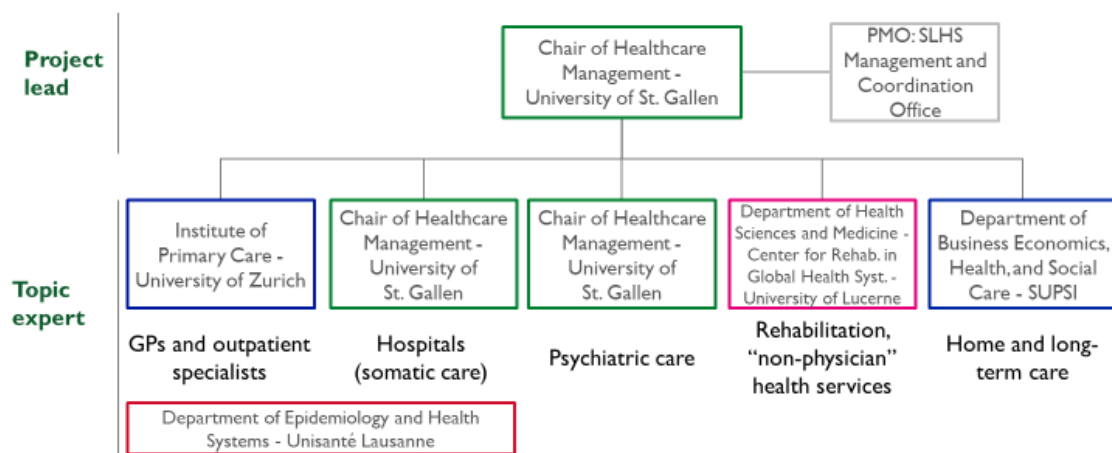 Project
lead
Chair of Healthcare
Management -
University of St. Gallen
PMO: SLHS
Management and
Coordination
Office
Topic
expert
Institute of
Primary Care -
University of Zurich
GPs and outpatient
specialists
Chair of Healthcare
Management -
University of
St. Gallen
Hospitals
(somatic care)
Chair of Healthcare
Management -
University of
St. Gallen
Psychiatric care
Department of Health
Sciences and Medicine -
Center for Rehab. in
Global Health Syst. -
University of Lucerne
Rehabilitation,
“non-physician”
health services
Department of
Business Economics,
Health, and Social
Care - SUPSI
Home and long-
term care
Department of Epidemiology and Health
Systems - Unisanté Lausanne